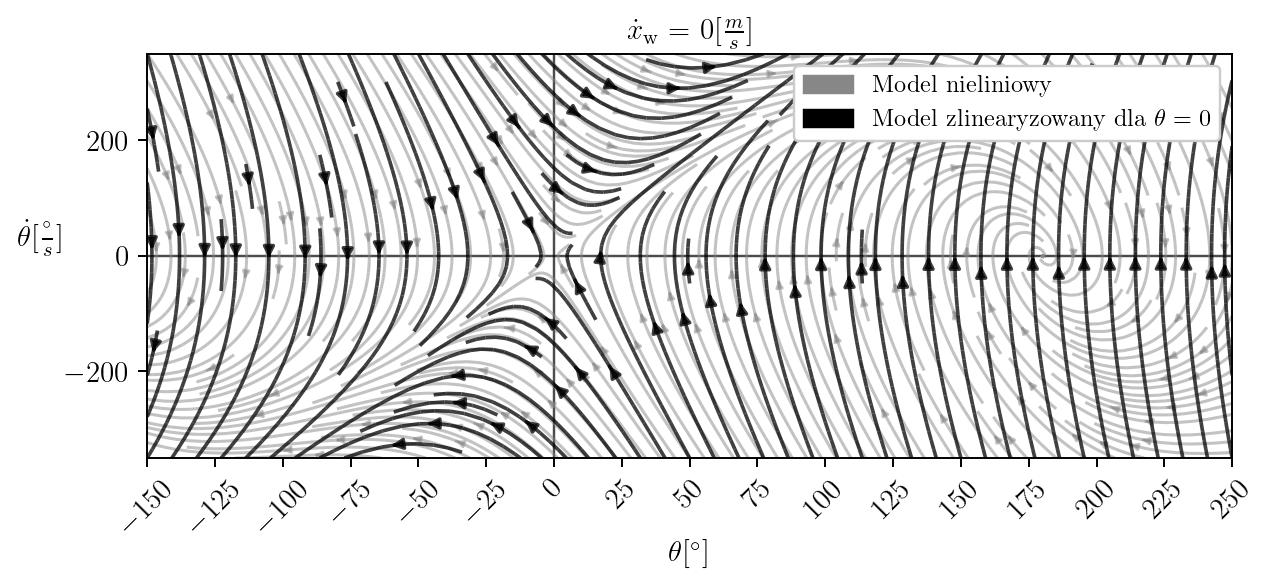 ẋ_w = 0[m/s]
Model nieliniowy
Model zlinearyzowany dla θ = 0
200
θ̇[°/s]
0
−200
−150 −125 −100 −75 −50 −25 0 25 50 75 100 125 150 175 200 225 250
θ[°]